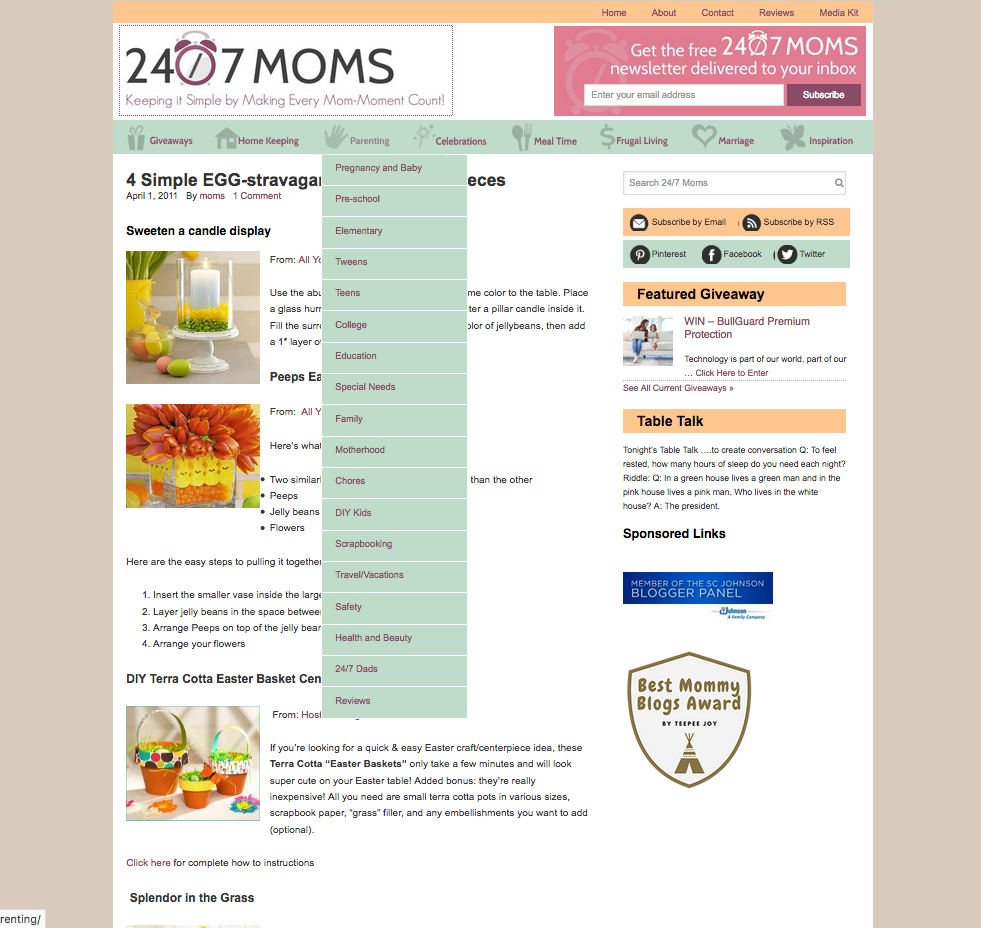 Home About Contact Reviews Media Kit
24/7 MOMS
Keeping it Simple by Making Every Mom-Moment Count!
Get the free 24/7 MOMS
newsletter delivered to your inbox
Enter your email address Subscribe
Giveaways Home Keeping Parenting Celebrations Meal Time Frugal Living Marriage Inspiration
Pregnancy and Baby
Pre-school
Elementary
Tweens
Teens
College
Education
Special Needs
Family
Motherhood
Chores
DIY Kids
Scrapbooking
Travel/Vacations
Safety
Health and Beauty
24/7 Dads
Reviews
4 Simple EGG-stravagan eces
April 1, 2011 By moms 1 Comment
Sweeten a candle display
From: All Yo
Use the abu me color to the table. Place
a glass hurr ter a pillar candle inside it.
Fill the surro olor of jellybeans, then add
a 1″ layer o
Peeps Ea
From: All Y
Here's what
Two similarl than the other
Peeps
Jelly beans
Flowers
Here are the easy steps to pulling it together
1. Insert the smaller vase inside the large
2. Layer jelly beans in the space betwee
3. Arrange Peeps on top of the jelly bear
4. Arrange your flowers
DIY Terra Cotta Easter Basket Cen
From: Host
If you're looking for a quick & easy Easter craft/centerpiece idea, these
Terra Cotta “Easter Baskets” only take a few minutes and will look
super cute on your Easter table! Added bonus: they're really
inexpensive! All you need are small terra cotta pots in various sizes,
scrapbook paper, “grass” filler, and any embellishments you want to add
(optional).
Click here for complete how to instructions
Splendor in the Grass
Search 24/7 Moms
Subscribe by Email Subscribe by RSS
Pinterest Facebook Twitter
Featured Giveaway
WIN – BullGuard Premium
Protection
Technology is part of our world, part of our
… Click Here to Enter
See All Current Giveaways »
Table Talk
Tonight's Table Talk ….to create conversation Q: To feel
rested, how many hours of sleep do you need each night?
Riddle: Q: In a green house lives a green man and in the
pink house lives a pink man. Who lives in the white
house? A: The president.
Sponsored Links
MEMBER OF THE SC JOHNSON
BLOGGER PANEL
SC Johnson
A Family Company
Best Mommy
Blogs Award
BY TEEPEE JOY
renting/